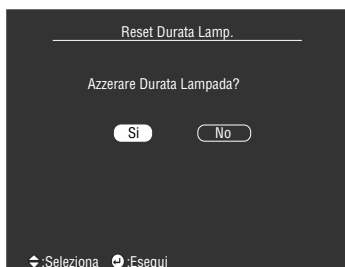 Reset Durata Lamp.
Azzerare Durata Lampada?
Si No
:Seleziona :Esegui